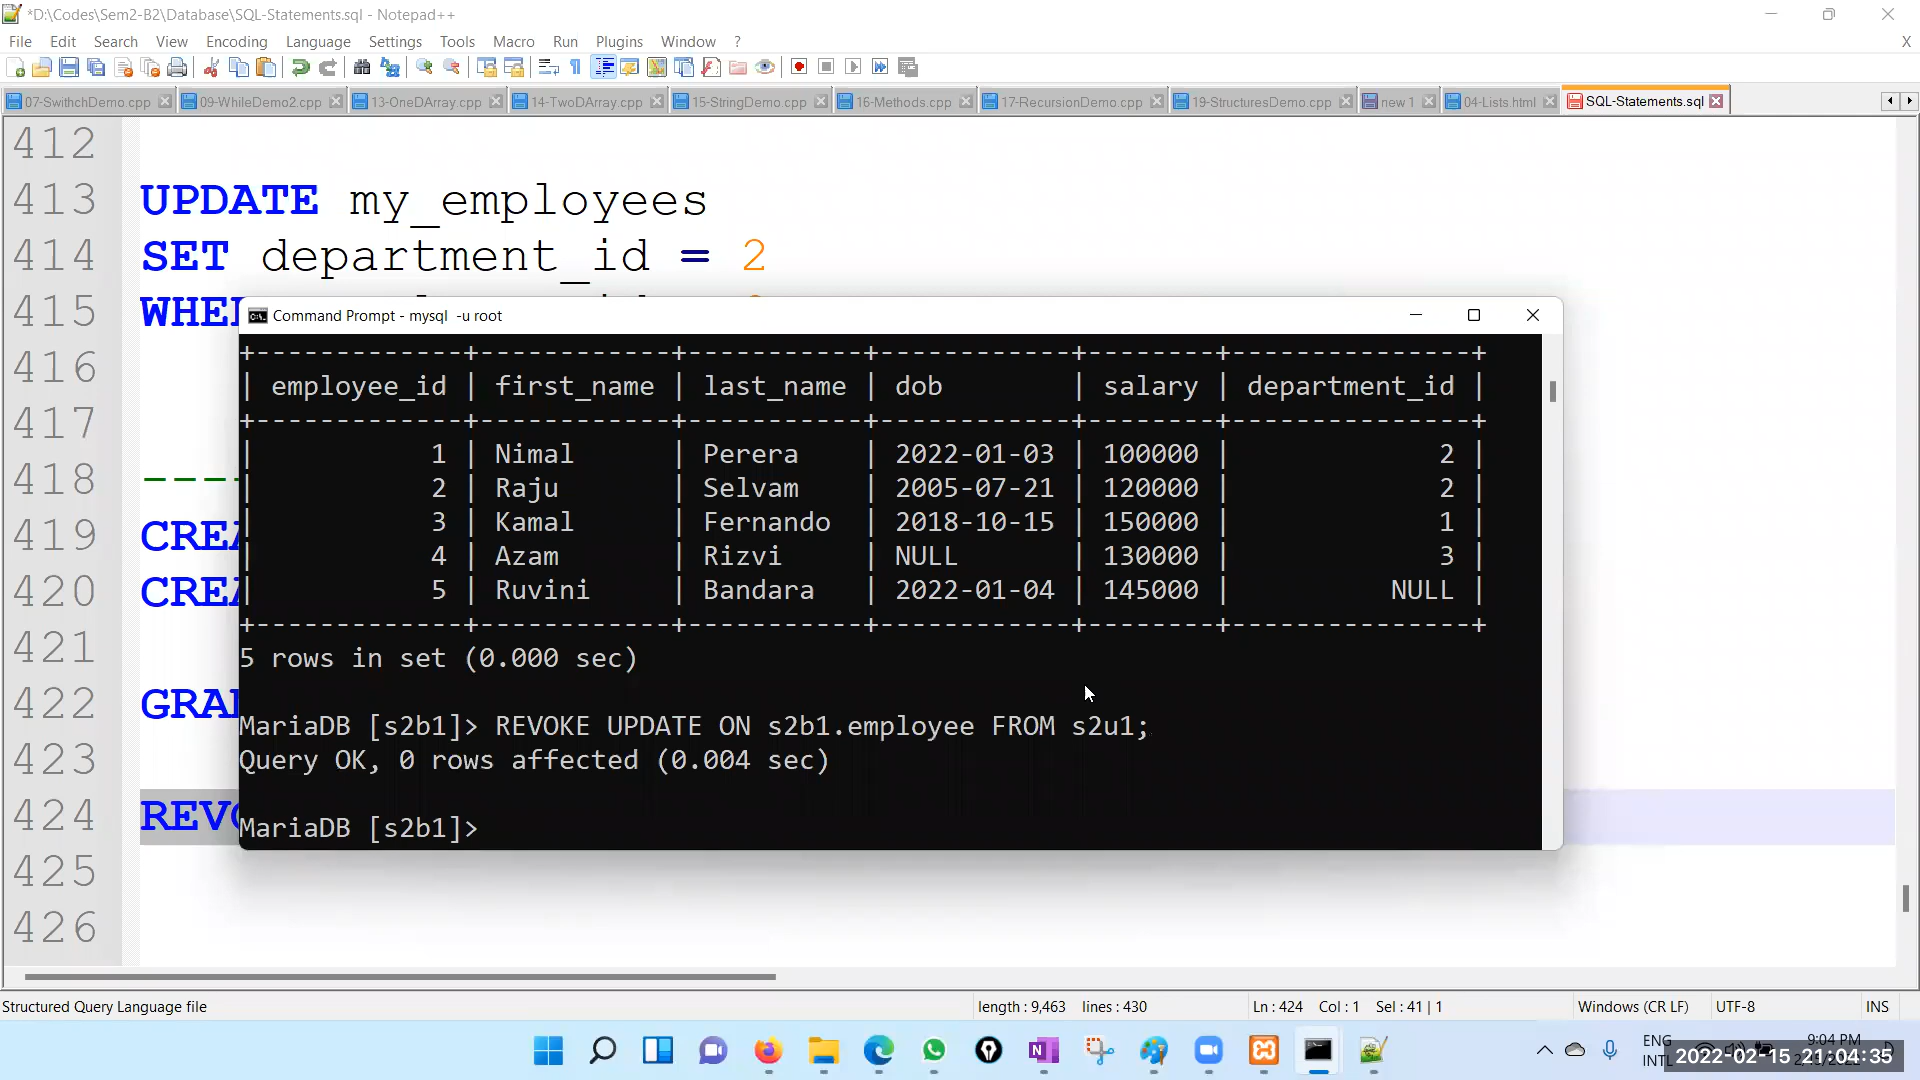 *D:\Codes\Sem2-B2\Database\SQL-Statements.sql - Notepad++
File Edit Search View Encoding Language Settings Tools Macro Run Plugins Window ? X
07-SwithchDemo.cpp 09-WhileDemo2.cpp 13-OneDArray.cpp 14-TwoDArray.cpp 15-StringDemo.cpp 16-Methods.cpp 17-RecursionDemo.cpp 19-StructuresDemo.cpp new 1 04-Lists.html SQL-Statements.sql
412
413 UPDATE my_employees
414 SET department_id = 2
415 WHE
416
417
418 ----
419 CREA
420 CREA
421
422 GRA
423
424 REVO
425
426
Command Prompt - mysql -u root
+-------------+------------+-----------+------------+--------+---------------+
| employee_id | first_name | last_name | dob        | salary | department_id |
+-------------+------------+-----------+------------+--------+---------------+
|           1 | Nimal      | Perera    | 2022-01-03 | 100000 |             2 |
|           2 | Raju       | Selvam    | 2005-07-21 | 120000 |             2 |
|           3 | Kamal      | Fernando  | 2018-10-15 | 150000 |             1 |
|           4 | Azam       | Rizvi     | NULL       | 130000 |             3 |
|           5 | Ruvini     | Bandara   | 2022-01-04 | 145000 |          NULL |
+-------------+------------+-----------+------------+--------+---------------+
5 rows in set (0.000 sec)
MariaDB [s2b1]> REVOKE UPDATE ON s2b1.employee FROM s2u1;
Query OK, 0 rows affected (0.004 sec)
MariaDB [s2b1]>
Structured Query Language file length : 9,463 lines : 430 Ln : 424 Col : 1 Sel : 41 | 1 Windows (CR LF) UTF-8 INS
ENG 9:04 PM
INTL
2022-02-15 21:04:35